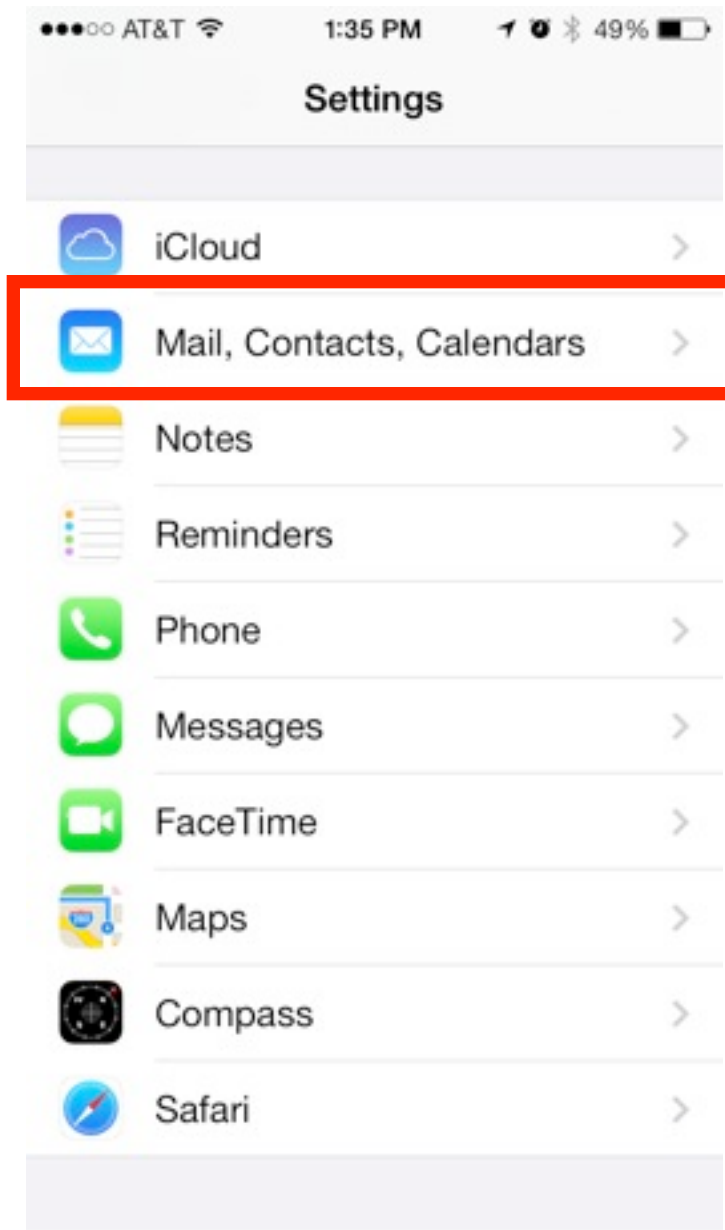 AT&T 1:35 PM 49%
Settings
iCloud
Mail, Contacts, Calendars
Notes
Reminders
Phone
Messages
FaceTime
Maps
Compass
Safari